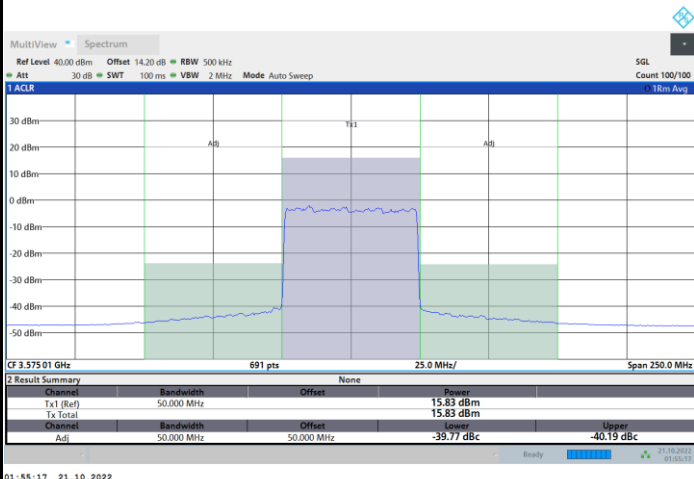 MultiView Spectrum
Ref Level 40.00 dBm Offset 14.20 dB RBW 500 kHz SGL
Att 30 dB SWT 100 ms VBW 2 MHz Mode Auto Sweep Count 100/100
1 ACLR 1Rm Avg
30 dBm
Tx1
20 dBm Adj Adj
10 dBm
0 dBm
-10 dBm
-20 dBm
-30 dBm
-40 dBm
-50 dBm
CF 3.575 01 GHz 691 pts 25.0 MHz/ Span 250.0 MHz
2 Result Summary None
Channel Bandwidth Offset Power
Tx1 (Ref) 50.000 MHz 15.83 dBm
Tx Total 15.83 dBm
Channel Bandwidth Offset Lower Upper
Adj 50.000 MHz 50.000 MHz -39.77 dBc -40.19 dBc
Ready 21.10.2022
01:55:17
01:55:17 21.10.2022